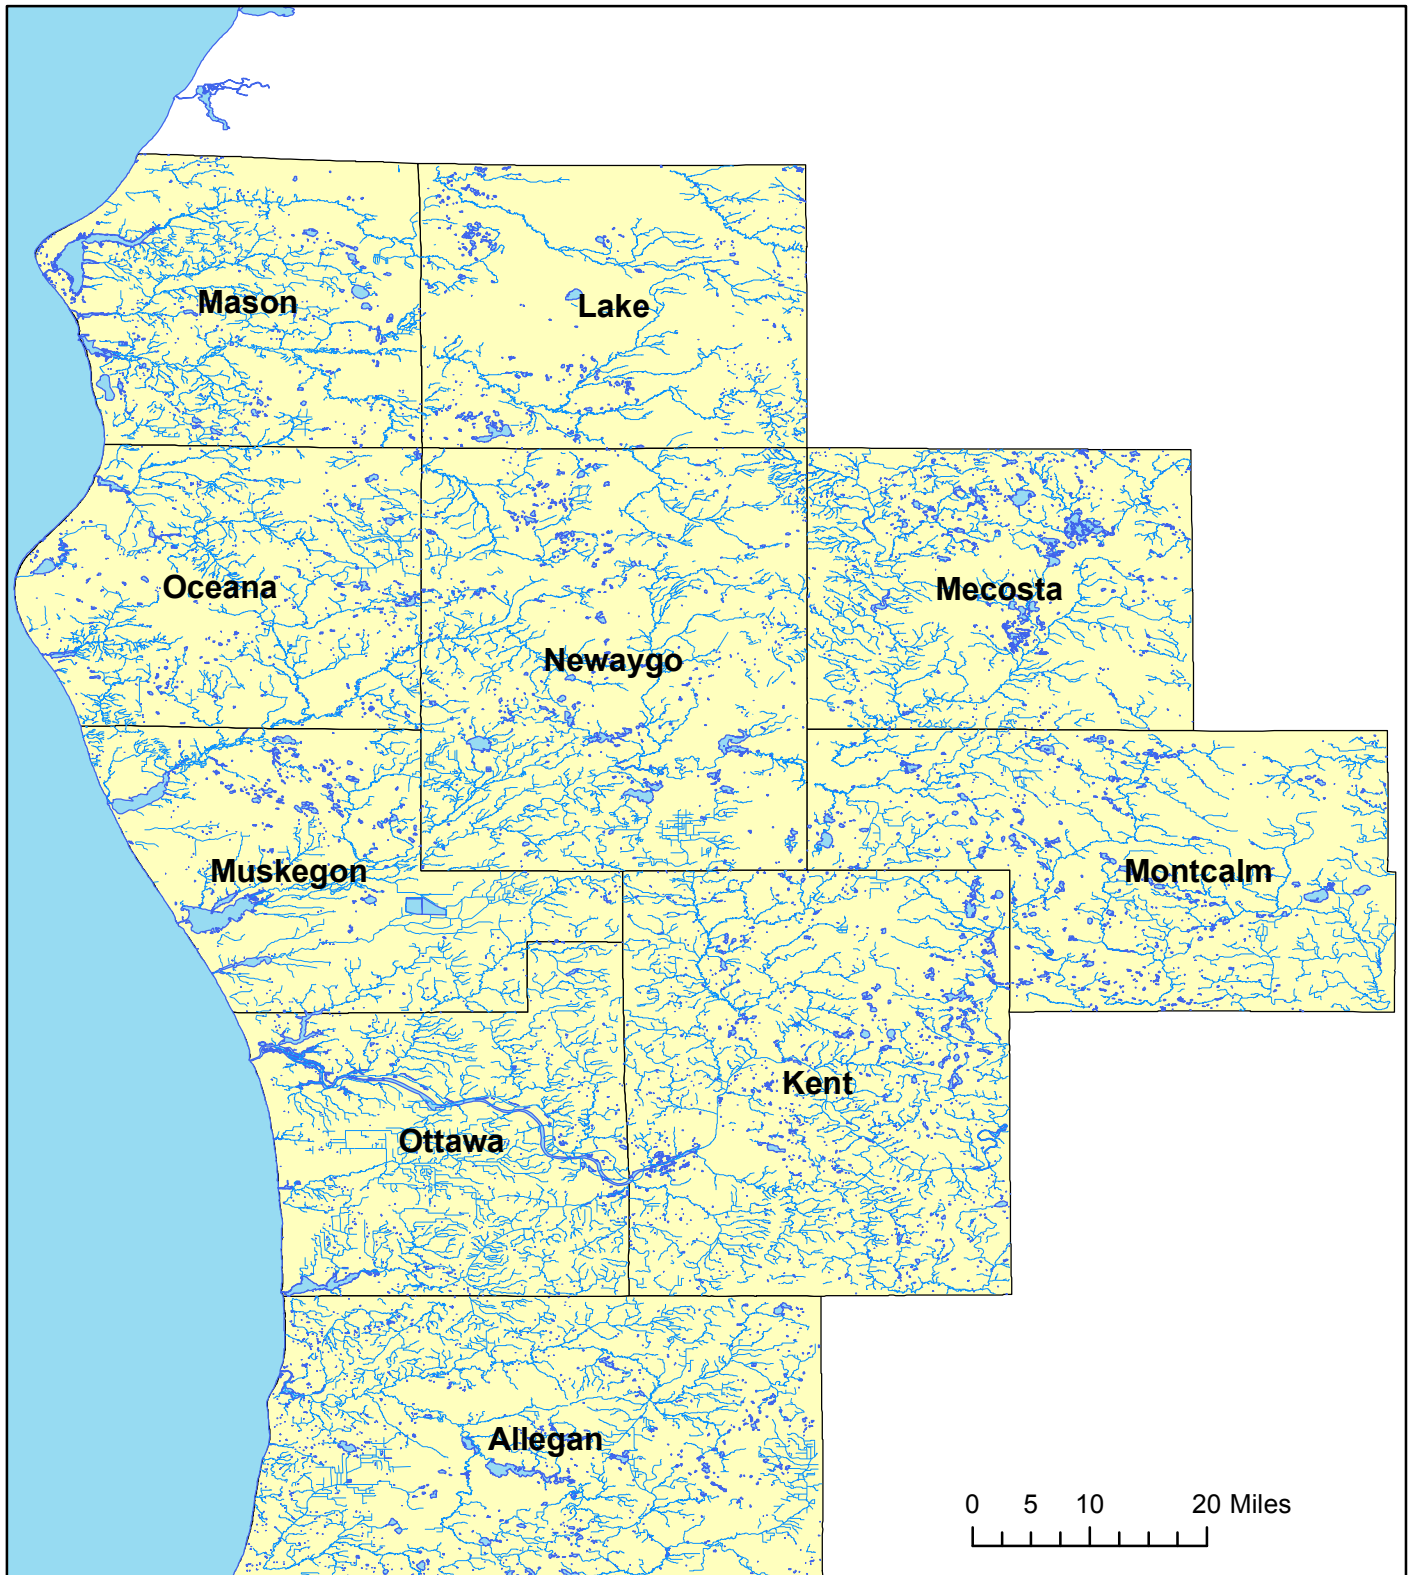 Mason
Lake
Oceana
Mecosta
Newaygo
Muskegon
Montcalm
Kent
Ottawa
Allegan
0 5 10 20 Miles